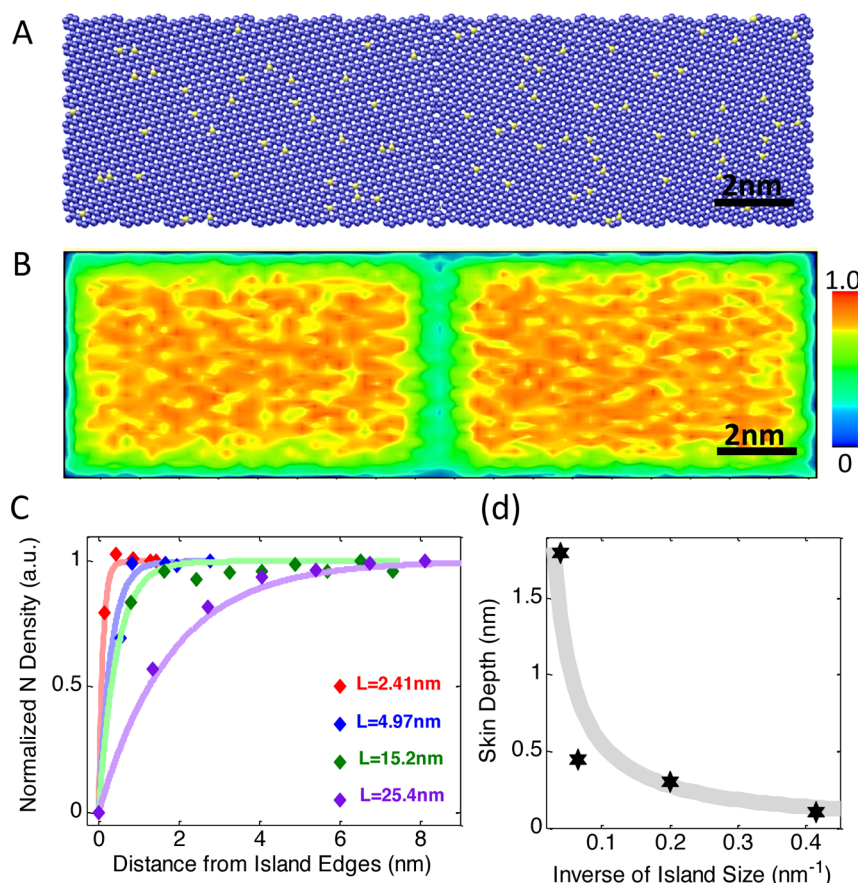 A
2nm
B
1.0
2nm
0
C
(d)
Normalized N Density (a.u.)
1
0.5
0
L=2.41nm
L=4.97nm
L=15.2nm
L=25.4nm
0 2 4 6 8
Distance from Island Edges (nm)
Skin Depth (nm)
1.5
1
0.5
0
0.1 0.2 0.3 0.4
Inverse of Island Size (nm⁻¹)